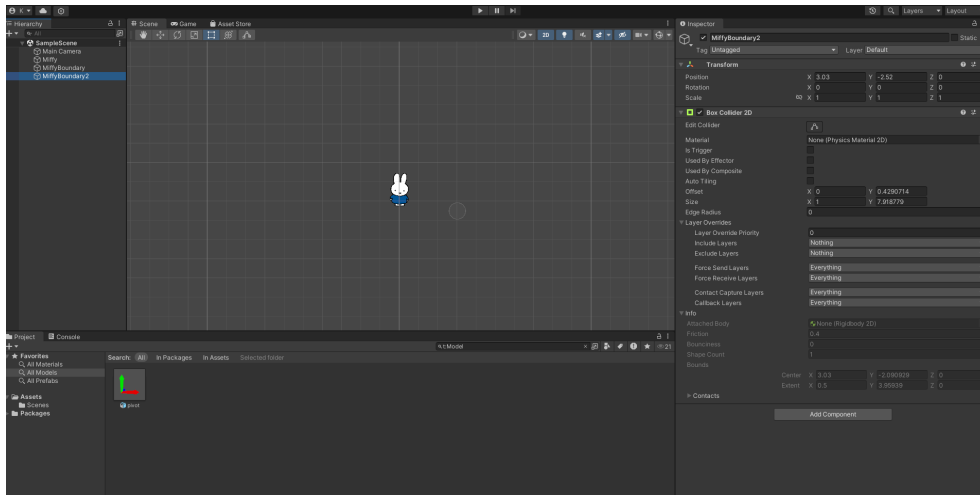 K
Layers
Layout
Hierarchy
Scene
Game
Asset Store
Inspector
All
2D
SampleScene
Main Camera
Miffy
MiffyBoundary
MiffyBoundary2
MiffyBoundary2
Static
Tag Untagged
Layer Default
Transform
Position X 3.03 Y -2.52 Z 0
Rotation X 0 Y 0 Z 0
Scale X 1 Y 1 Z 1
Box Collider 2D
Edit Collider
Material None (Physics Material 2D)
Is Trigger
Used By Effector
Used By Composite
Auto Tiling
Offset X 0 Y 0.4290714
Size X 1 Y 7.918779
Edge Radius 0
Layer Overrides
Layer Override Priority 0
Include Layers Nothing
Exclude Layers Nothing
Force Send Layers Everything
Force Receive Layers Everything
Contact Capture Layers Everything
Callback Layers Everything
Info
Attached Body None (Rigidbody 2D)
Friction 0.4
Bounciness 0
Shape Count 1
Bounds
Center X 3.03 Y -2.090929 Z 0
Extent X 0.5 Y 3.95939 Z 0
Contacts
Add Component
Project
Console
t:Model
21
Favorites
All Materials
All Models
All Prefabs
Assets
Scenes
Packages
Search: All In Packages In Assets Selected folder
pivot